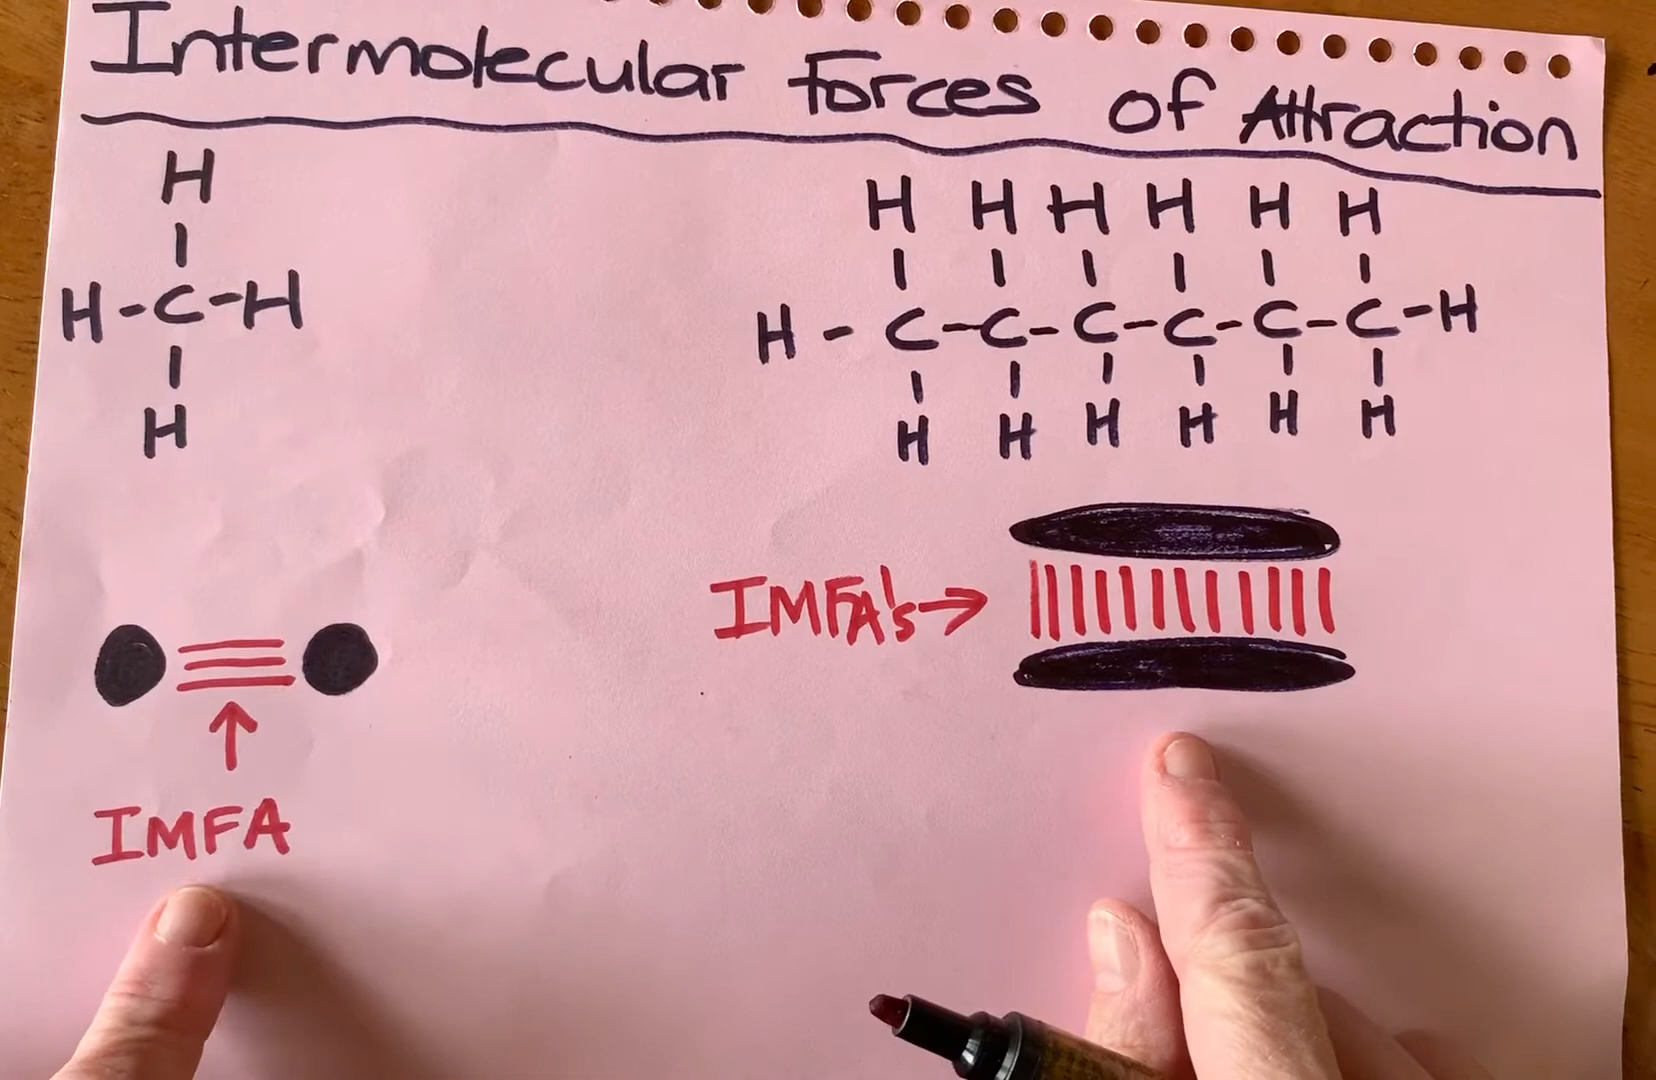 Intermolecular Forces of Attraction
H
H-C-H
H
H H H H H H
H-C-C-C-C-C-C-H
H H H H H H
IMFA's
IMFA